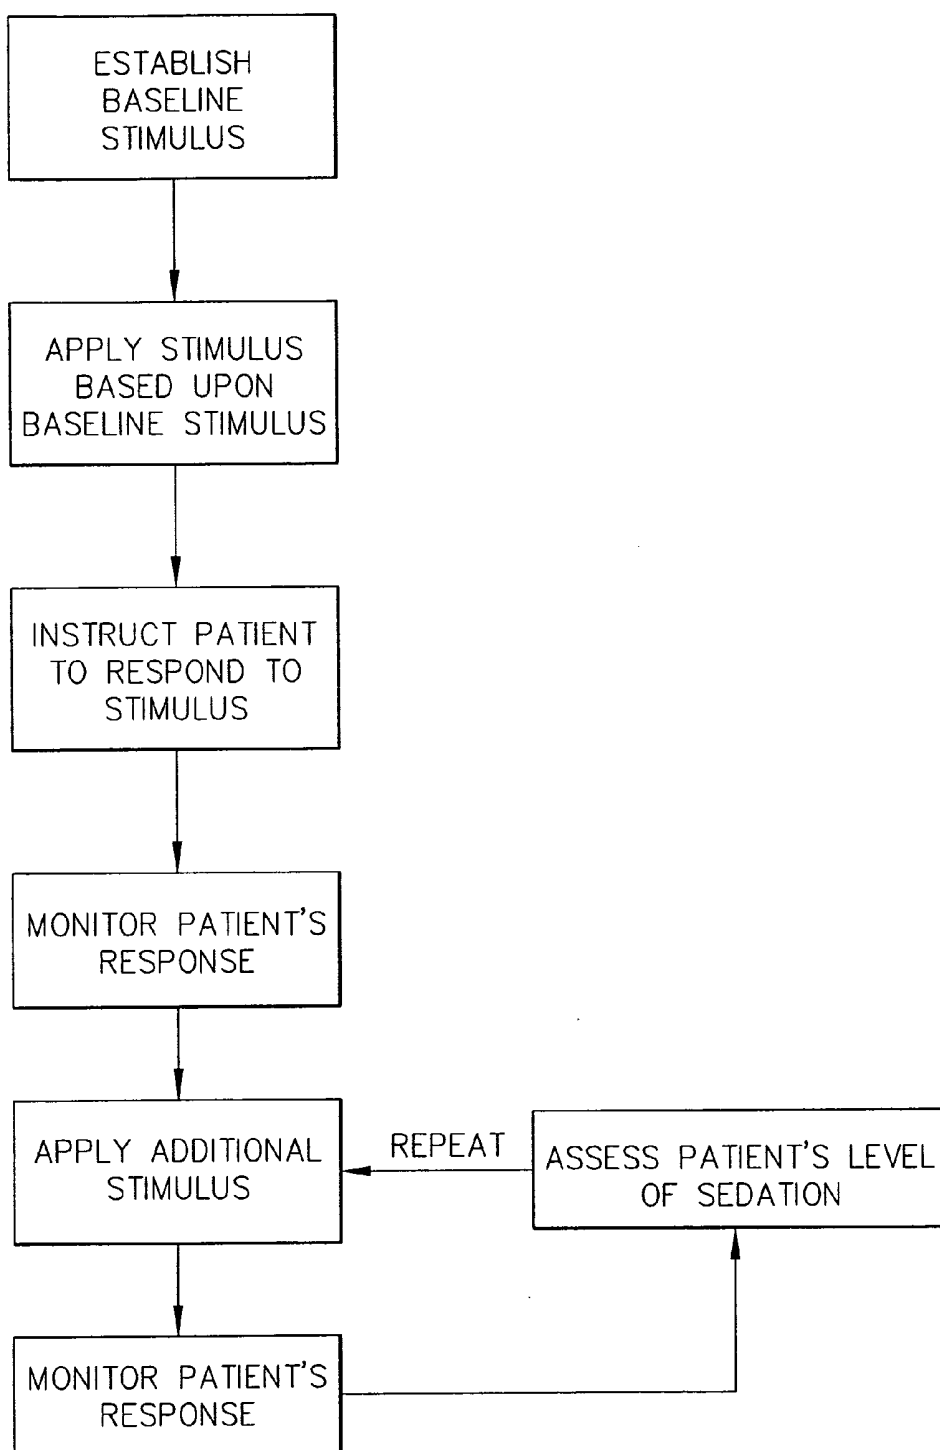 ESTABLISH
BASELINE
STIMULUS
APPLY STIMULUS
BASED UPON
BASELINE STIMULUS
INSTRUCT PATIENT
TO RESPOND TO
STIMULUS
MONITOR PATIENT'S
RESPONSE
APPLY ADDITIONAL
STIMULUS
REPEAT
ASSESS PATIENT'S LEVEL
OF SEDATION
MONITOR PATIENT'S
RESPONSE